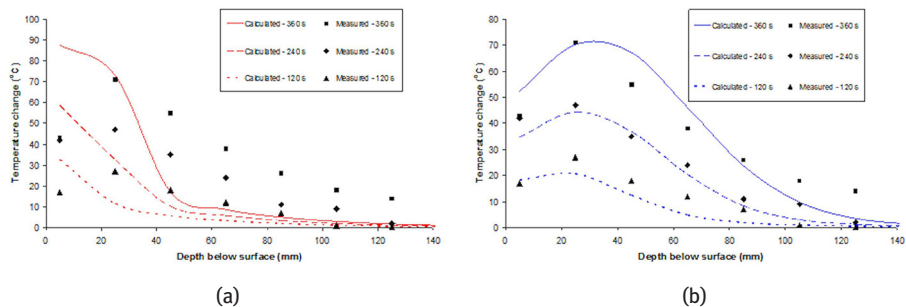 Calculated - 360 s
Measured - 360 s
Calculated - 240 s
Measured - 240 s
Calculated - 120 s
Measured - 120 s
Temperature change (°C)
100
90
80
70
60
50
40
30
20
10
0
0 20 40 60 80 100 120 140
Depth below surface (mm)
(a)
Calculated - 360 s
Measured - 360 s
Calculated - 240 s
Measured - 240 s
Calculated - 120 s
Measured - 120 s
Temperature change (°C)
80
70
60
50
40
30
20
10
0
0 20 40 60 80 100 120 140
Depth below surface (mm)
(b)